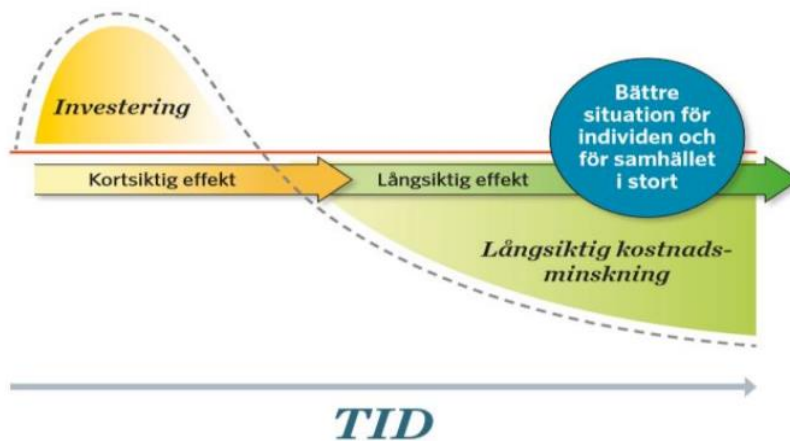 Investering
Bättre
situation för
individen och
för samhället
i stort
Kortsiktig effekt
Långsiktig effekt
Långsiktig kostnads-
minskning
TID